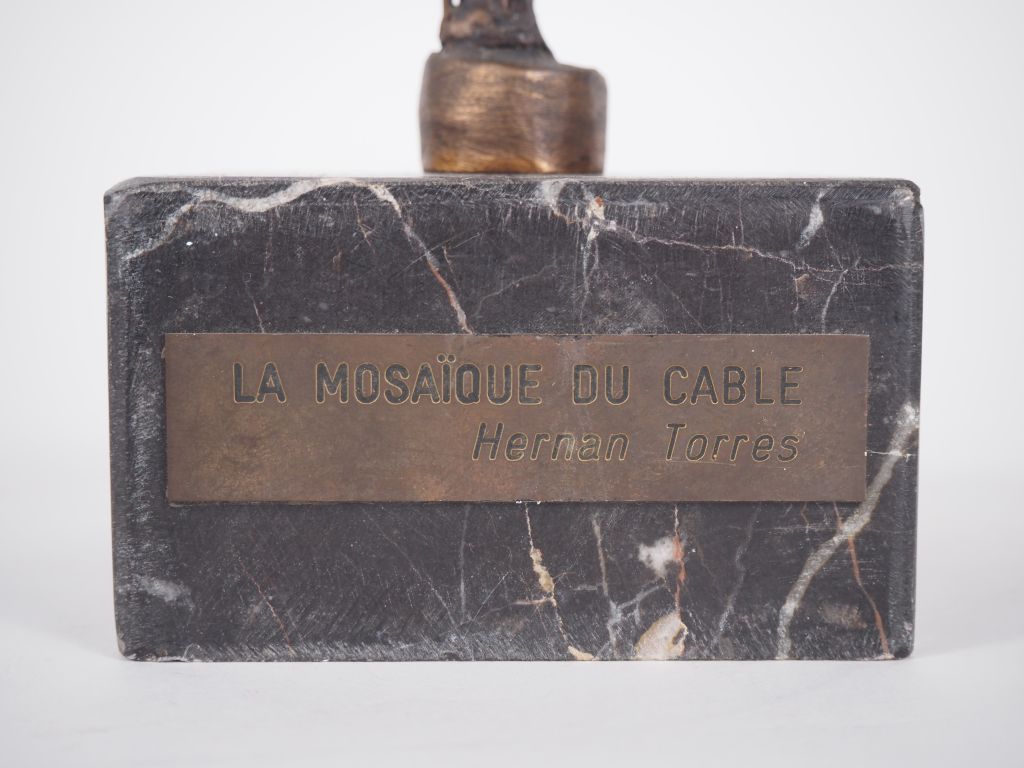 LA MOSAÏQUE DU CABLE
Hernan Torres